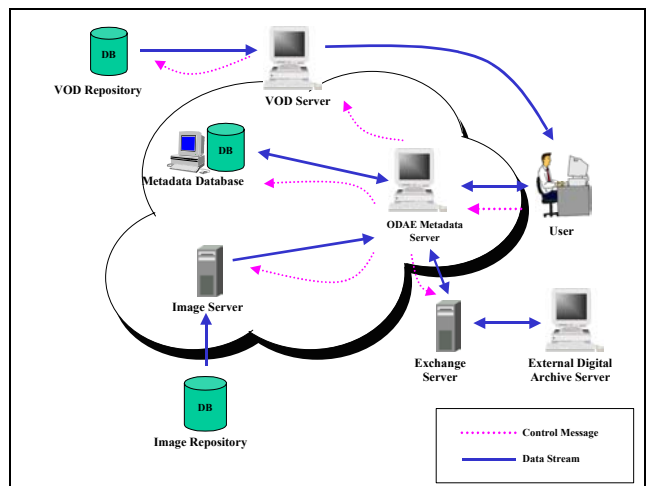 DB
VOD Repository
VOD Server
DB
Metadata Database
ODAE Metadata
Server
User
Image Server
Exchange
Server
External Digital
Archive Server
DB
Image Repository
Control Message
Data Stream